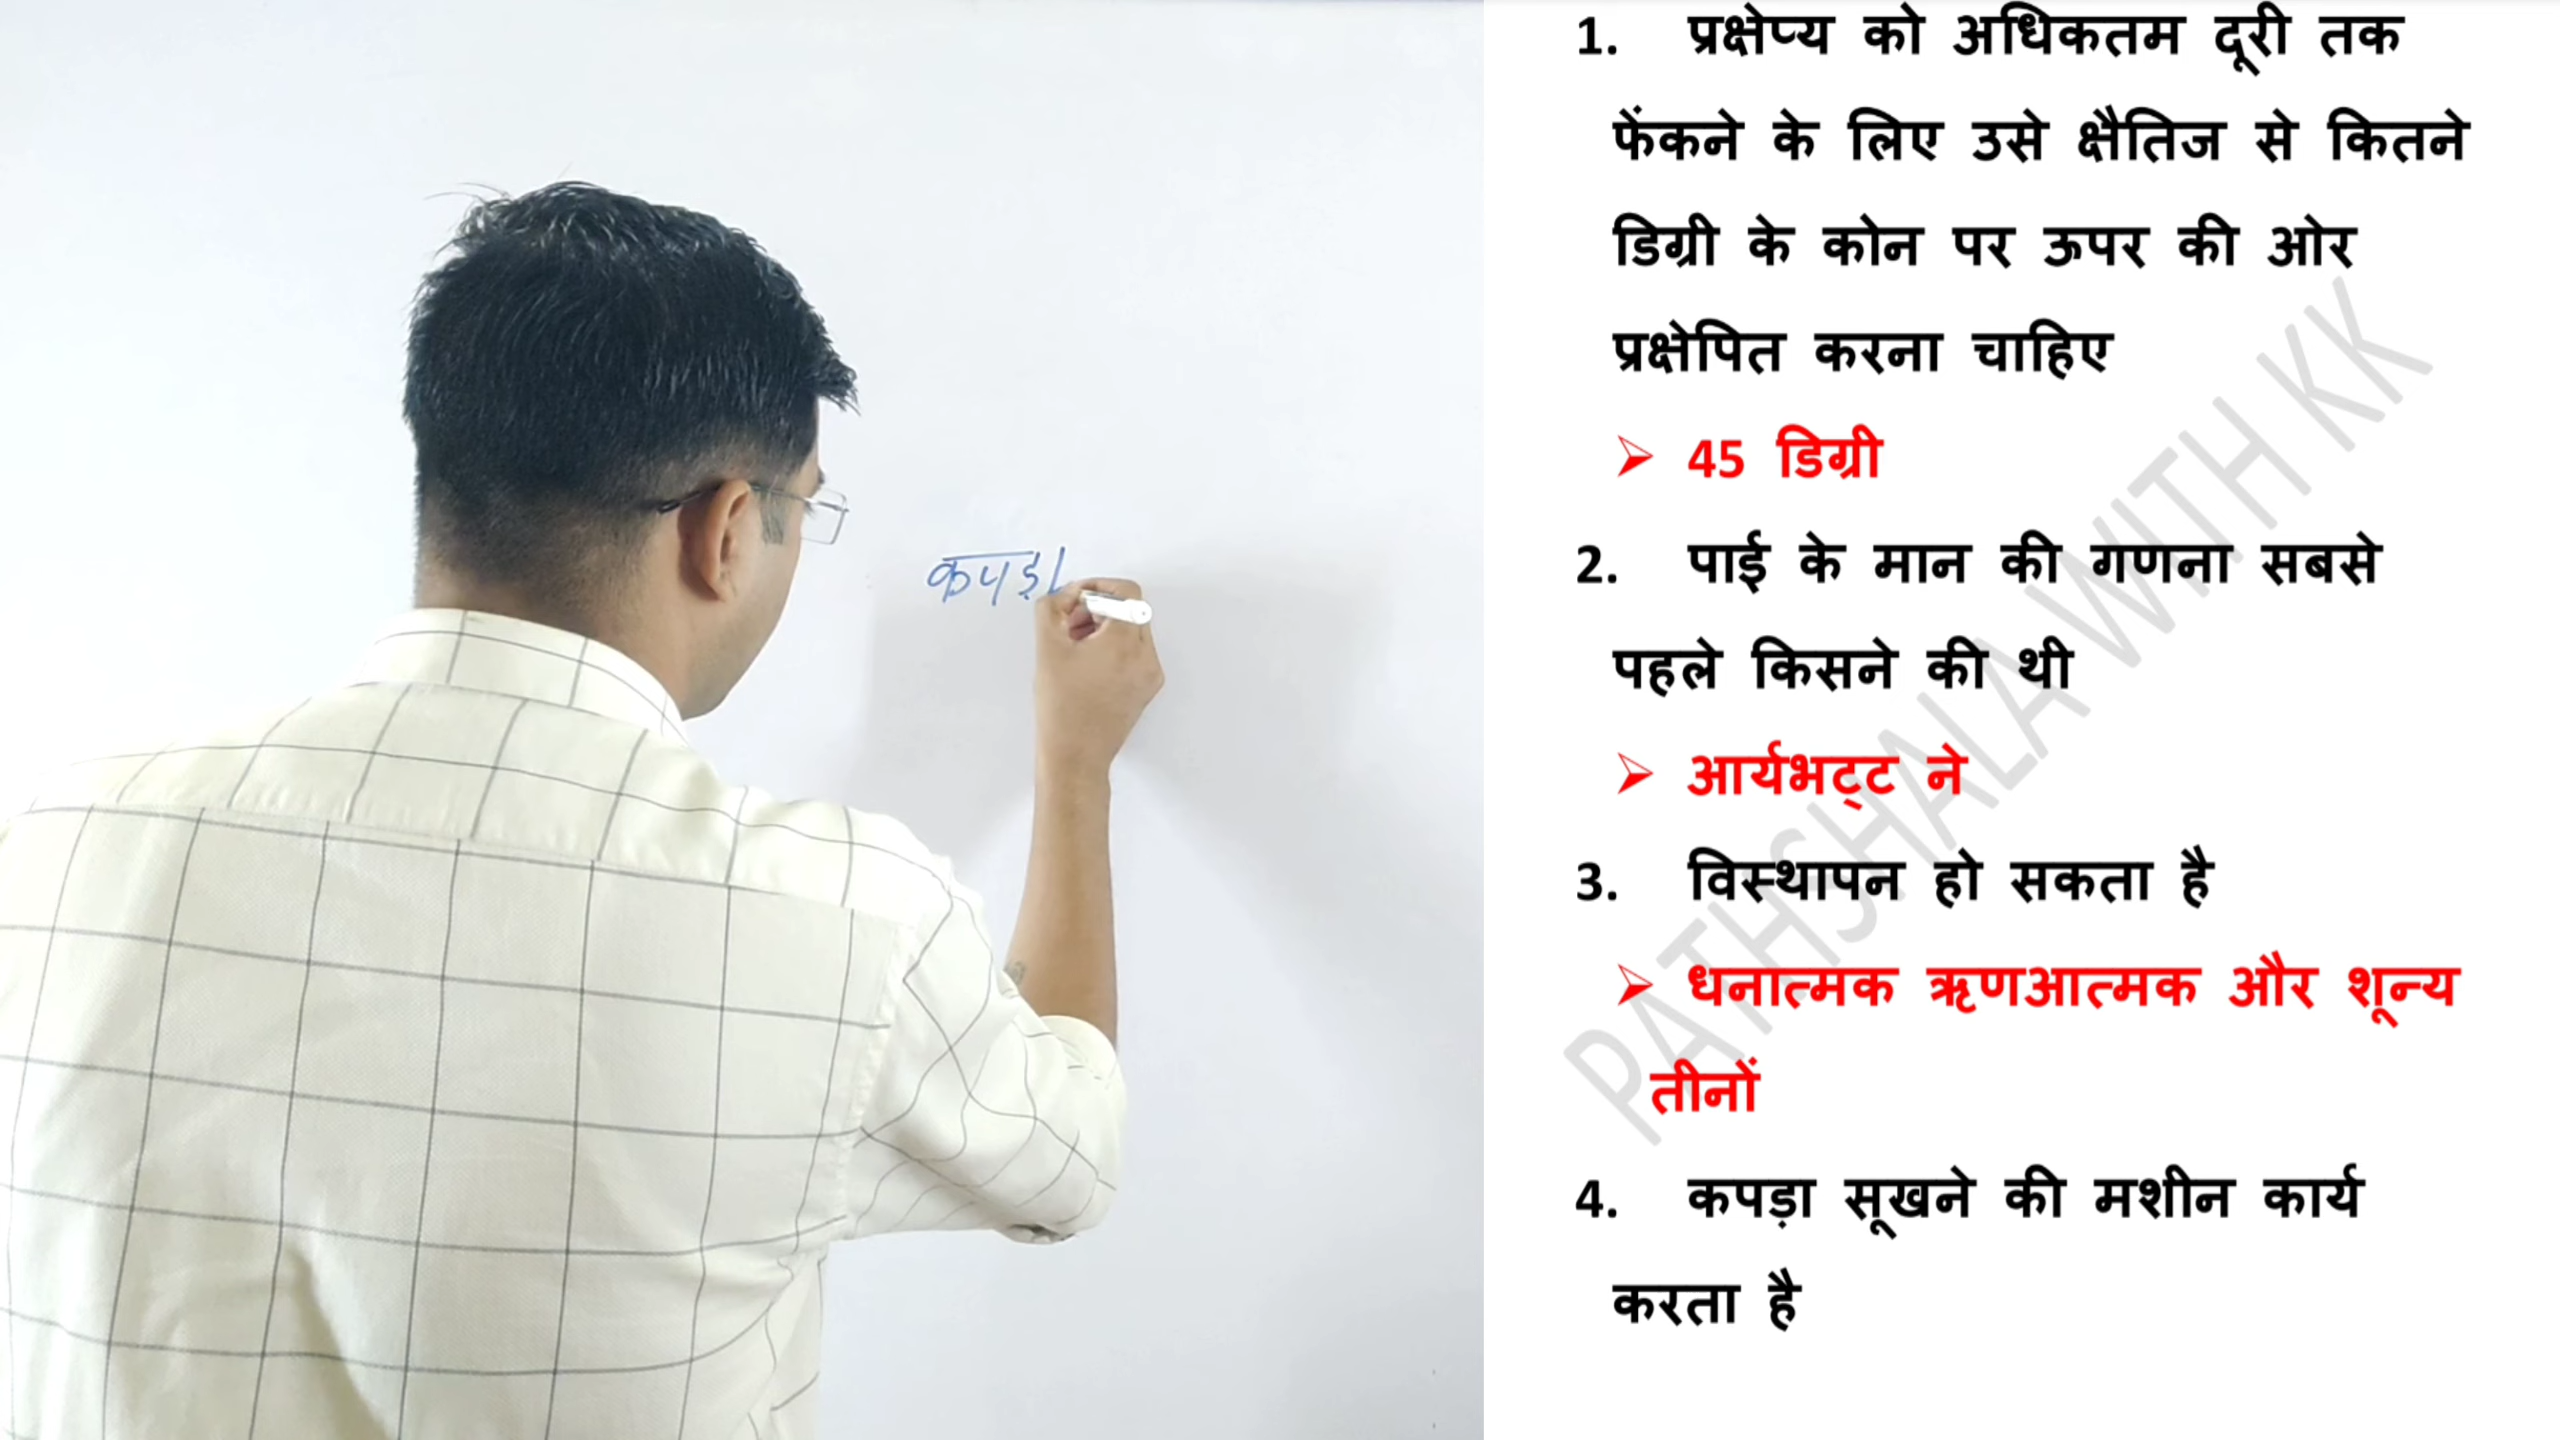 कपड़ा
1. प्रक्षेप्य को अधिकतम दूरी तक
फेंकने के लिए उसे क्षैतिज से कितने
डिग्री के कोन पर ऊपर की ओर
प्रक्षेपित करना चाहिए
➢ 45 डिग्री
2. पाई के मान की गणना सबसे
पहले किसने की थी
➢ आर्यभट्ट ने
3. विस्थापन हो सकता है
➢ धनात्मक ऋणआत्मक और शून्य
तीनों
4. कपड़ा सूखने की मशीन कार्य
करता है
PATHSHALA WITH KK